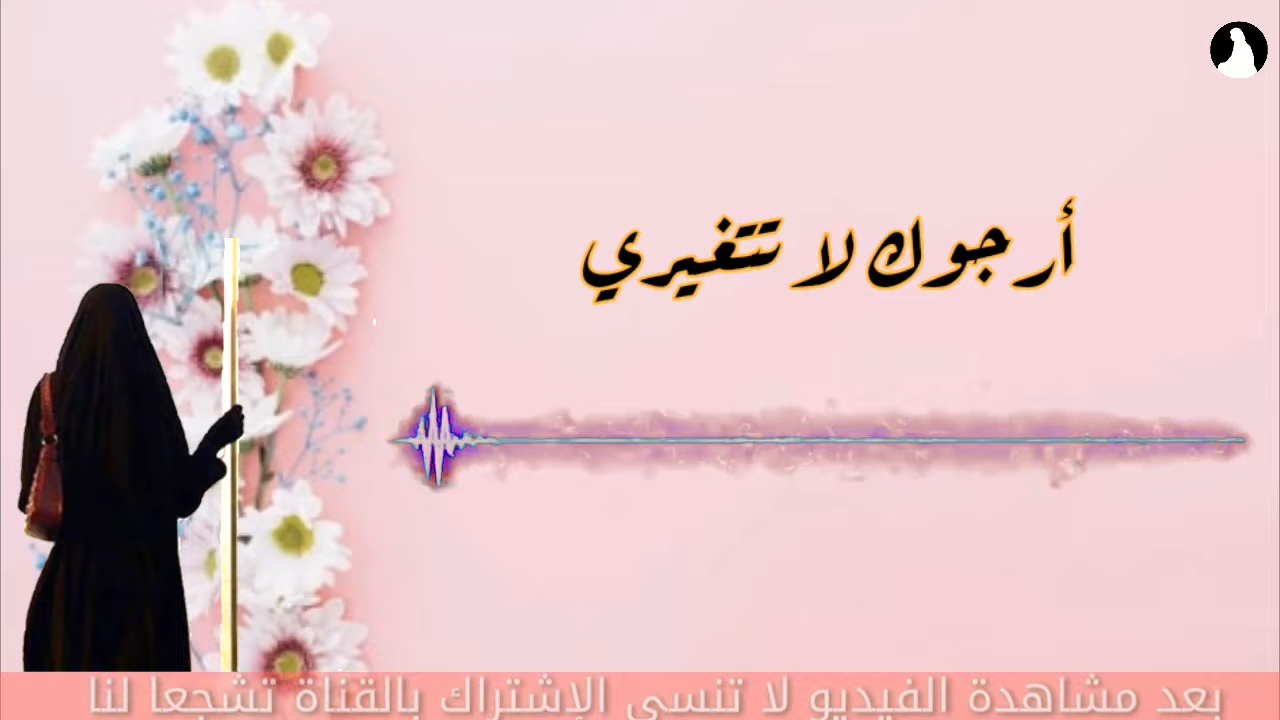 أرجوك لا تتغيري
بعد مشاهدة الفيديو لا تنسى الإشتراك بالقناة تشجعا لنا